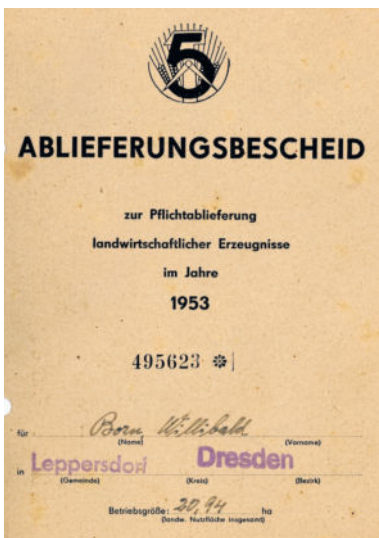 5
ABLIEFERUNGSBESCHEID
zur Pflichtablieferung
landwirtschaftlicher Erzeugnisse
im Jahre
1953
495623 ❉
für Born, Willibald
(Name) (Vorname)
in Leppersdorf Dresden
(Gemeinde) (Kreis) (Bezirk)
Betriebsgröße: 20,94 ha
(landw. Nutzfläche insgesamt)